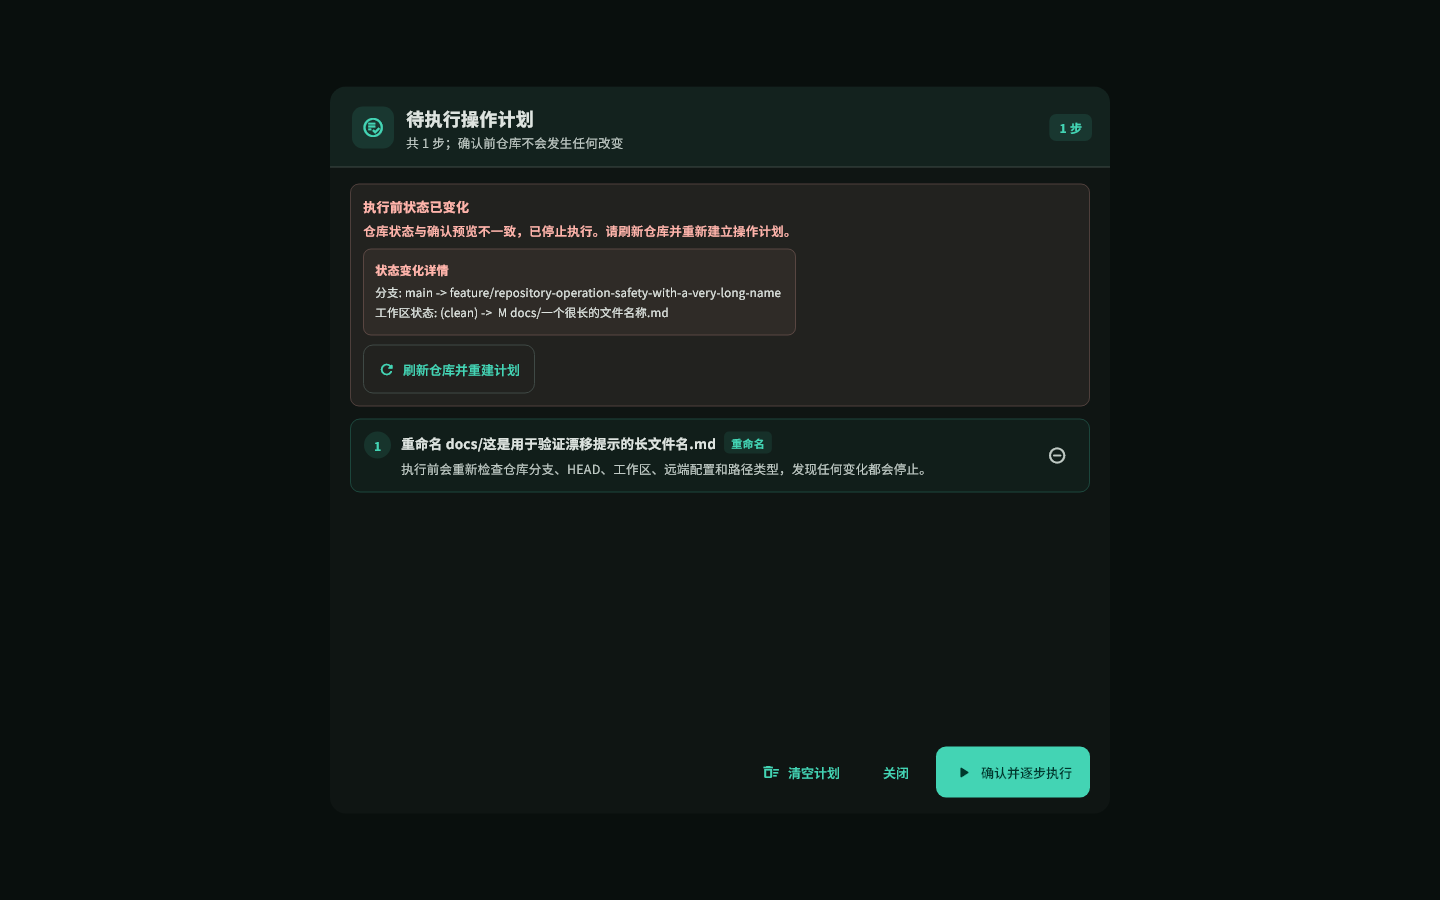 待执行操作计划
共 1 步；确认前仓库不会发生任何改变
1 步
执行前状态已变化
仓库状态与确认预览不一致，已停止执行。请刷新仓库并重新建立操作计划。
状态变化详情
分支: main -> feature/repository-operation-safety-with-a-very-long-name
工作区状态: (clean) ->  M docs/一个很长的文件名称.md
刷新仓库并重建计划
1
重命名 docs/这是用于验证漂移提示的长文件名.md 重命名
执行前会重新检查仓库分支、HEAD、工作区、远端配置和路径类型，发现任何变化都会停止。
清空计划 关闭 确认并逐步执行